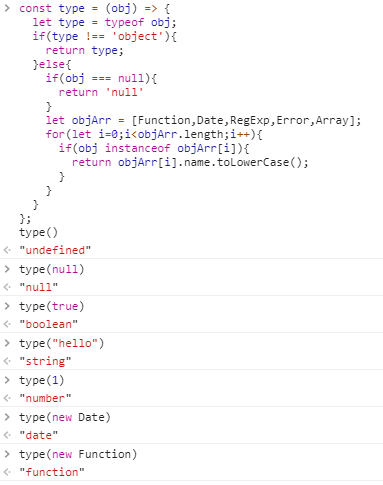 const type = (obj) => {
    let type = typeof obj;
    if(type !== 'object'){
      return type;
    }else{
      if(obj === null){
        return 'null'
      }
      let objArr = [Function,Date,RegExp,Error,Array];
      for(let i=0;i<objArr.length;i++){
        if(obj instanceof objArr[i]){
          return objArr[i].name.toLowerCase();
        }
      }
    }
};
type()
"undefined"
type(null)
"null"
type(true)
"boolean"
type("hello")
"string"
type(1)
"number"
type(new Date)
"date"
type(new Function)
"function"